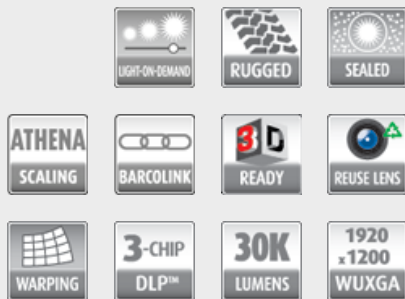 LIGHT-ON-DEMAND
RUGGED
SEALED
ATHENA
SCALING
BARCOLINK
3D
READY
REUSE LENS
WARPING
3-CHIP
DLP™
30K
LUMENS
1920
x1200
WUXGA